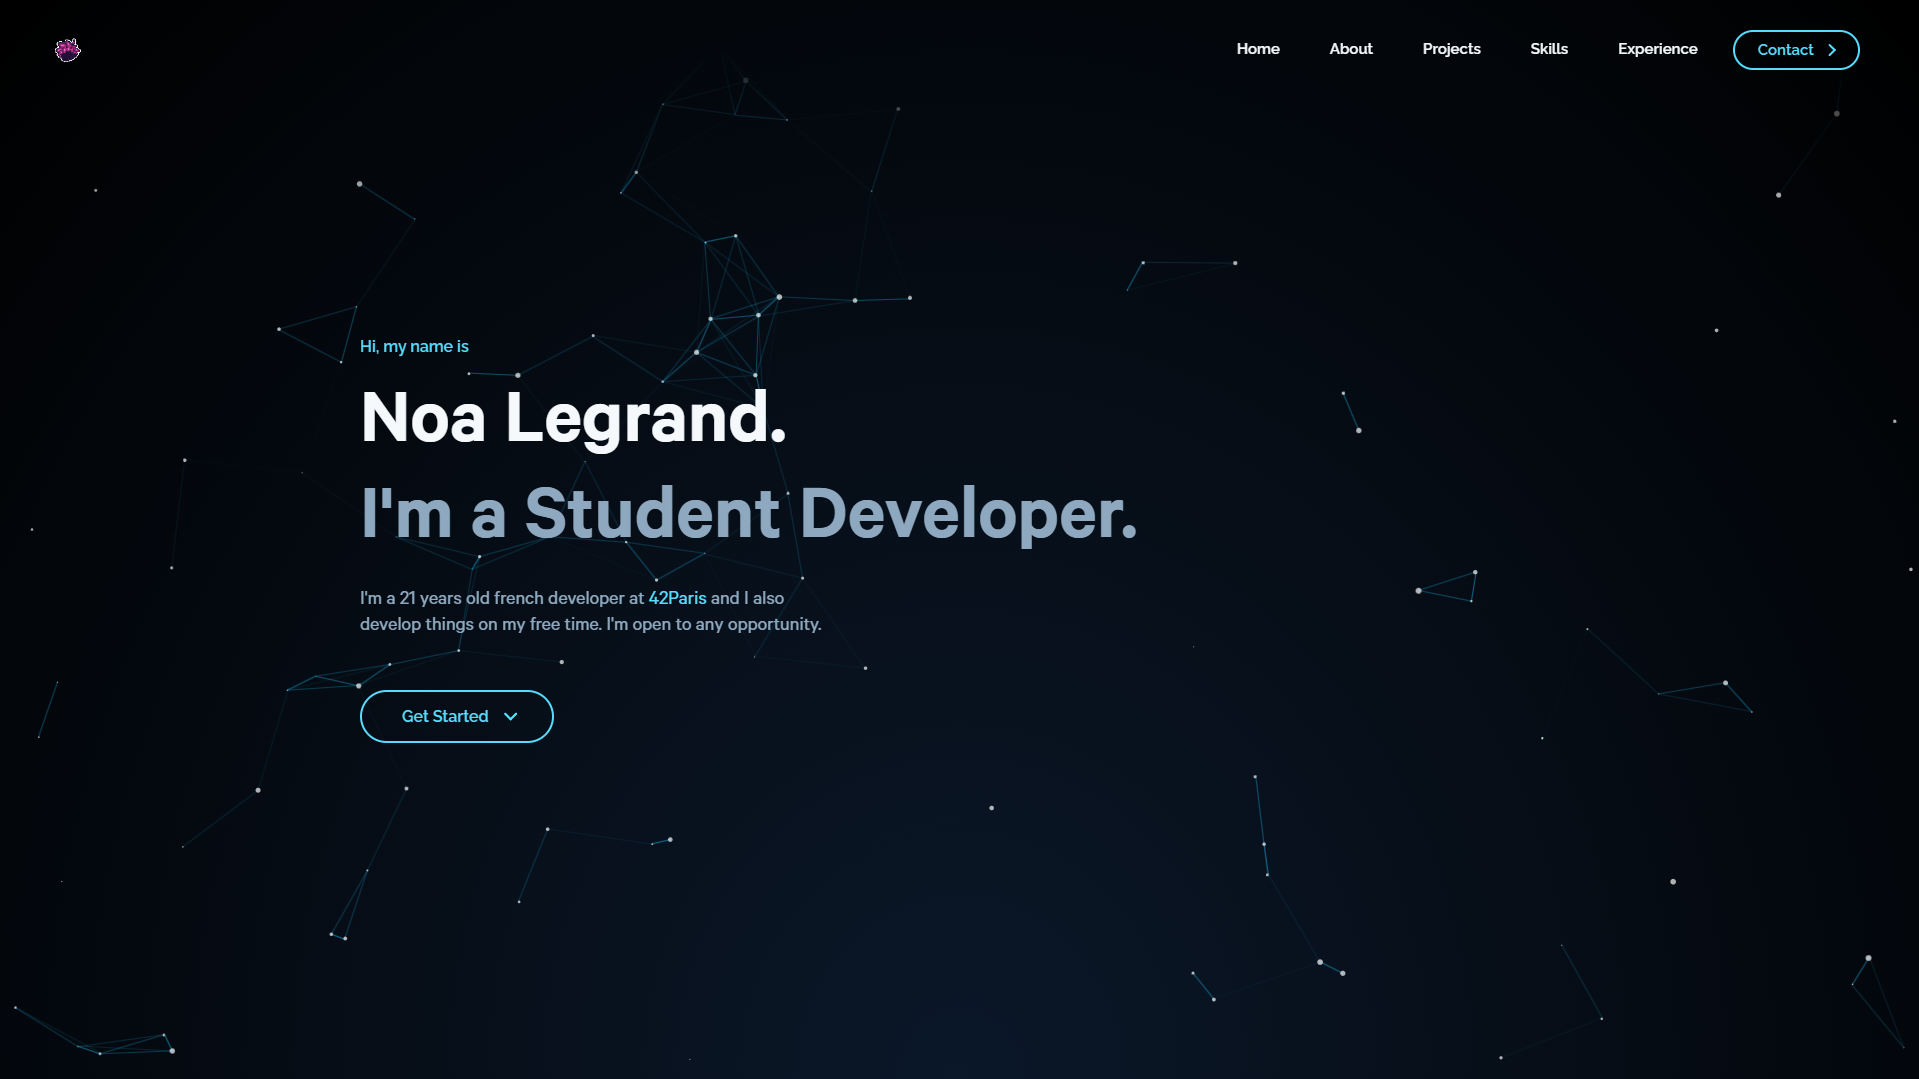 Home About Projects Skills Experience Contact
Hi, my name is
Noa Legrand.
I'm a Student Developer.
I'm a 21 years old french developer at 42Paris and I also
develop things on my free time. I'm open to any opportunity.
Get Started